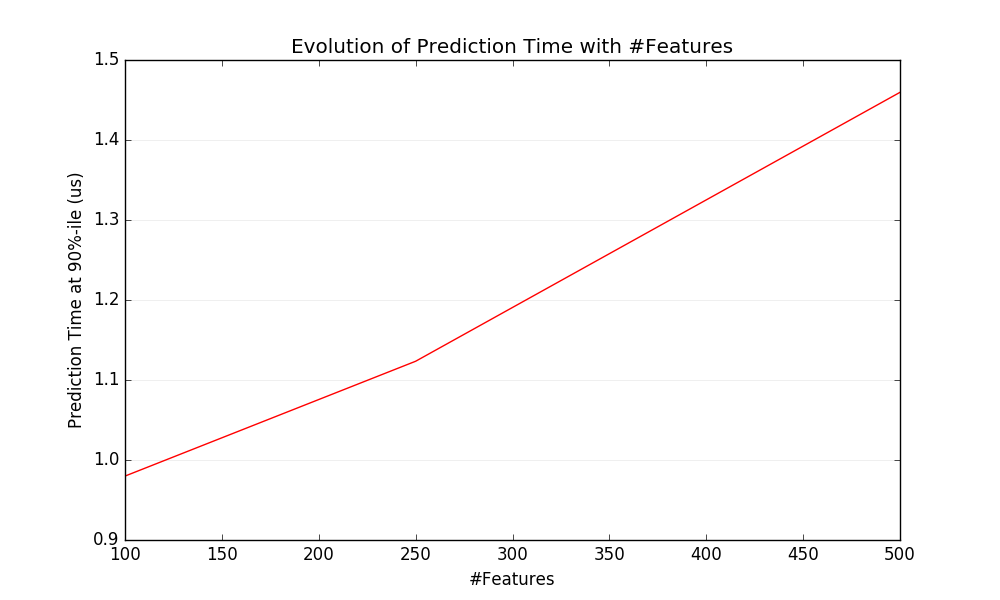 Evolution of Prediction Time with #Features
Prediction Time at 90%-ile (us)
1.5
1.4
1.3
1.2
1.1
1.0
0.9
100 150 200 250 300 350 400 450 500
#Features